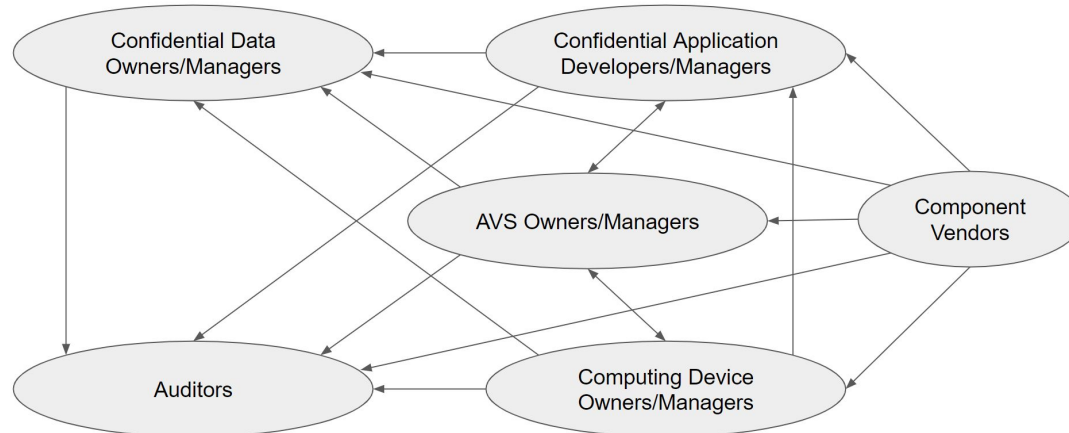 Confidential Data
Owners/Managers
Confidential Application
Developers/Managers
AVS Owners/Managers
Component
Vendors
Auditors
Computing Device
Owners/Managers